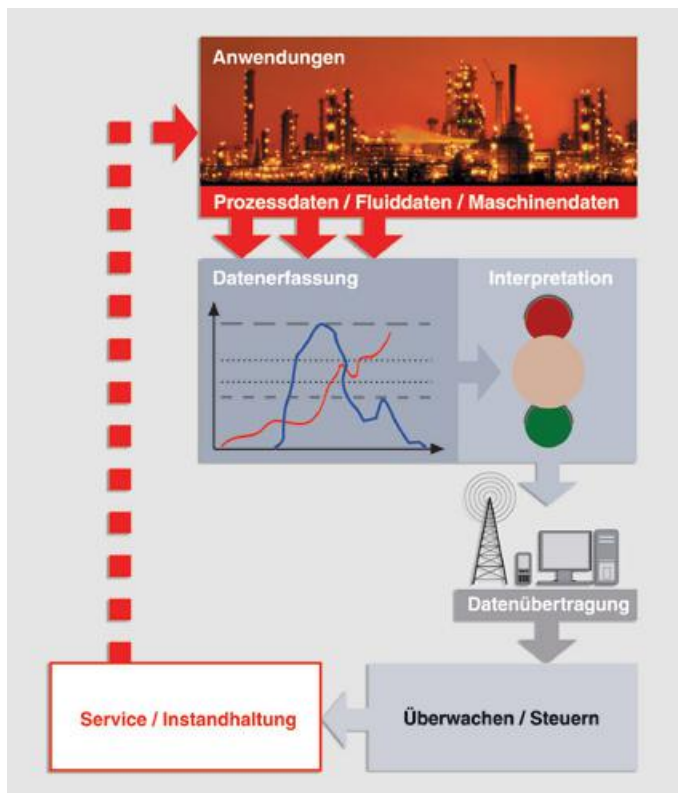 Anwendungen
Prozessdaten / Fluiddaten / Maschinendaten
Datenerfassung
Interpretation
Datenübertragung
Service / Instandhaltung
Überwachen / Steuern